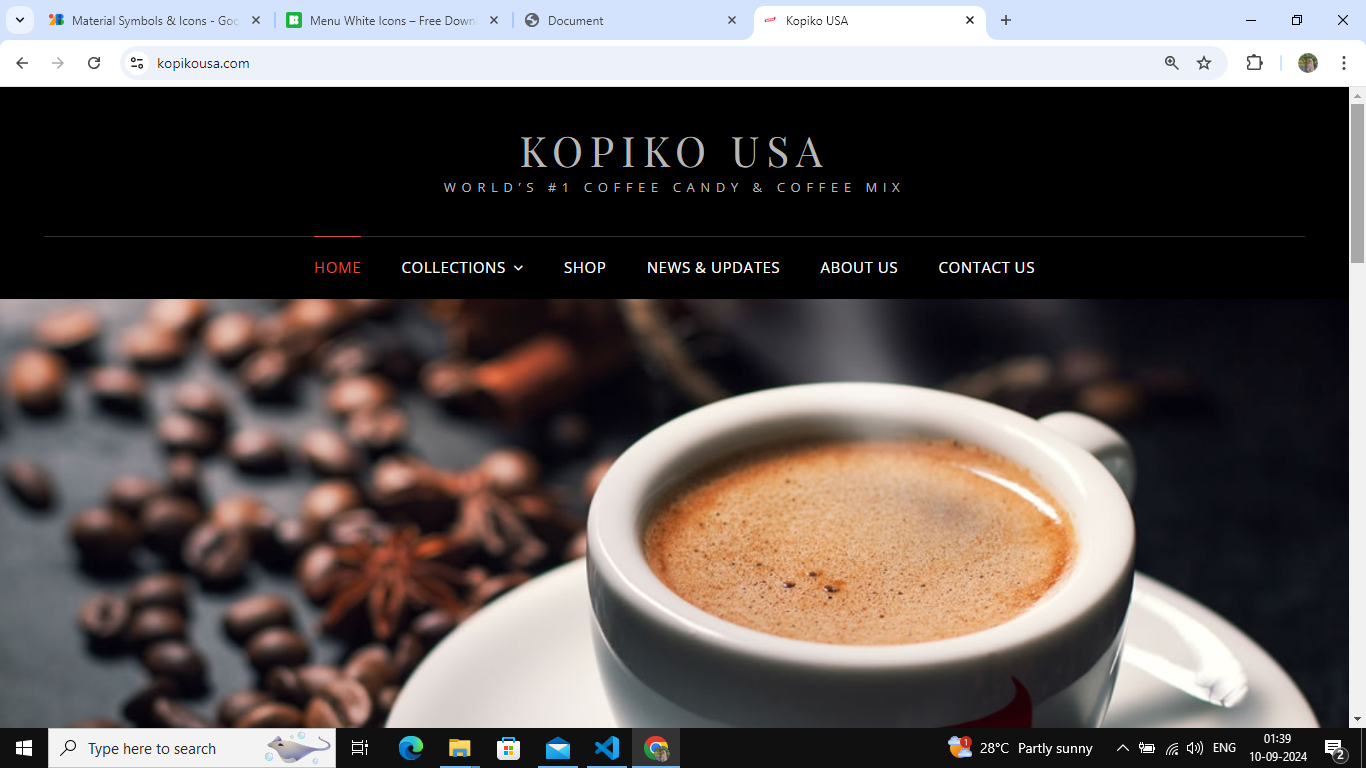 Material Symbols & Icons - Goo
Menu White Icons – Free Downl
Document
Kopiko USA
kopikousa.com
KOPIKO USA
WORLD'S #1 COFFEE CANDY & COFFEE MIX
HOME
COLLECTIONS
SHOP
NEWS & UPDATES
ABOUT US
CONTACT US
Type here to search
1
28°C Partly sunny
ENG
01:39
10-09-2024
2